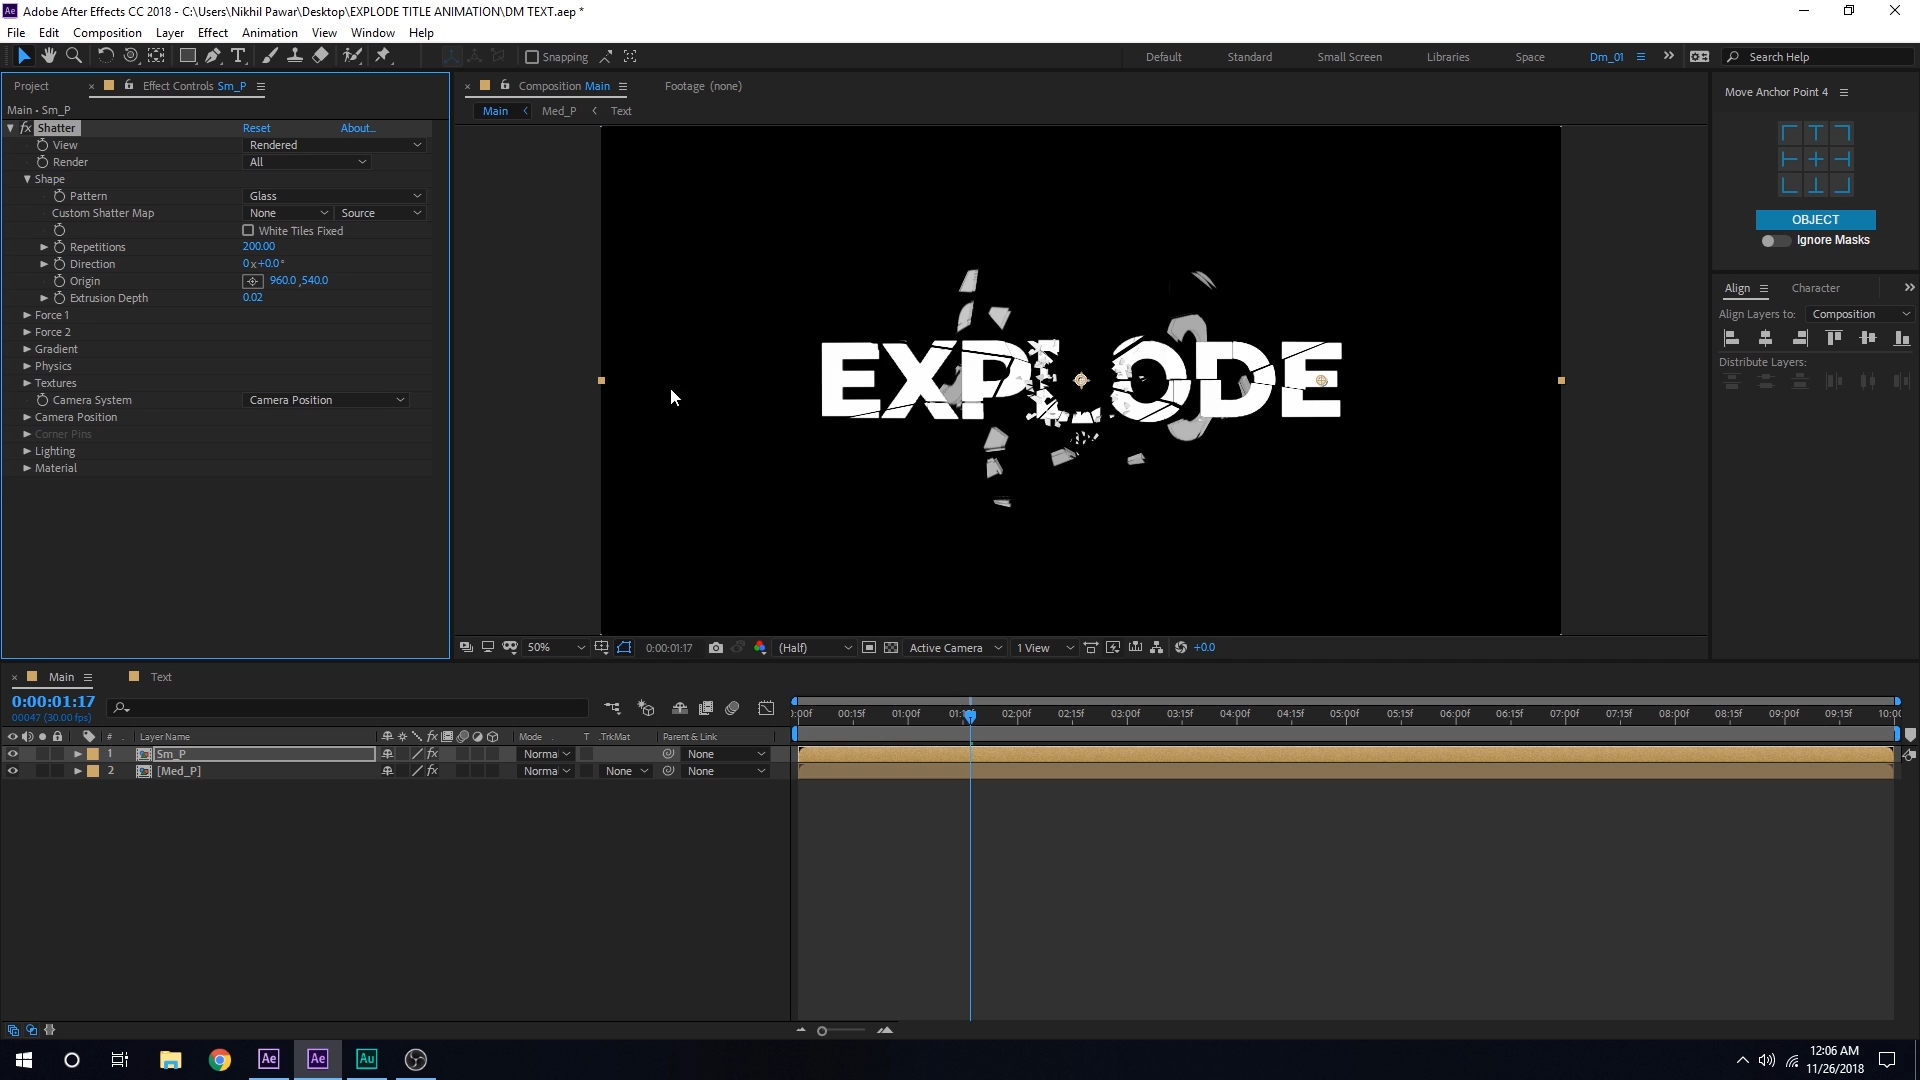 Ae Adobe After Effects CC 2018 - C:\Users\Nikhil Pawar\Desktop\EXPLODE TITLE ANIMATION\DM TEXT.aep *
File Edit Composition Layer Effect Animation View Window Help
Snapping Default Standard Small Screen Libraries Space Dm_01 Search Help
Project Effect Controls Sm_P Composition Main Footage (none) Move Anchor Point 4
Main • Sm_P
Main Med_P Text
fx Shatter Reset About...
View Rendered
Render All
Shape
Pattern Glass
Custom Shatter Map None Source
White Tiles Fixed
OBJECT
Repetitions 200.00
Ignore Masks
Direction 0x+0.0°
Origin 960.0 ,540.0
Extrusion Depth 0.02
Align Character
Force 1
Align Layers to: Composition
Force 2
Gradient
Physics
Distribute Layers:
Textures
Camera System Camera Position
Camera Position
Corner Pins
Lighting
Material
EXPLODE
50% 0:00:01:17 (Half) Active Camera 1 View +0.0
Main Text
0:00:01:17
00047 (30.00 fps)
:00f 00:15f 01:00f 02:00f 02:15f 03:00f 03:15f 04:00f 04:15f 05:00f 05:15f 06:00f 06:15f 07:00f 07:15f 08:00f 08:15f 09:00f 09:15f
# Layer Name fx Mode T .TrkMat Parent & Link
1 Sm_P fx Norma None
2 [Med_P] fx Norma None None
Ae Ae Au
12:06 AM
11/26/2018